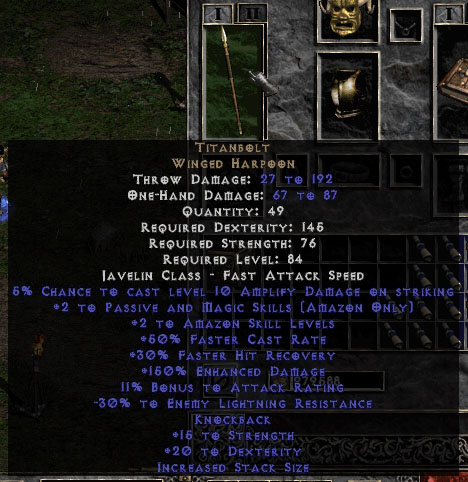 I II I
Titanbolt
Winged Harpoon
Throw Damage: 27 to 192
One-Hand Damage: 67 to 87
Quantity: 49
Required Dexterity: 145
Required Strength: 76
Required Level: 84
Javelin Class - Fast Attack Speed
5% Chance to cast level 10 Amplify Damage on striking
+2 to Passive and Magic Skills (Amazon Only)
+2 to Amazon Skill Levels
+50% Faster Cast Rate
+30% Faster Hit Recovery
+150% Enhanced Damage
11% Bonus to Attack Rating
-30% to Enemy Lightning Resistance
Knockback
+15 to Strength
+20 to Dexterity
Increased Stack Size